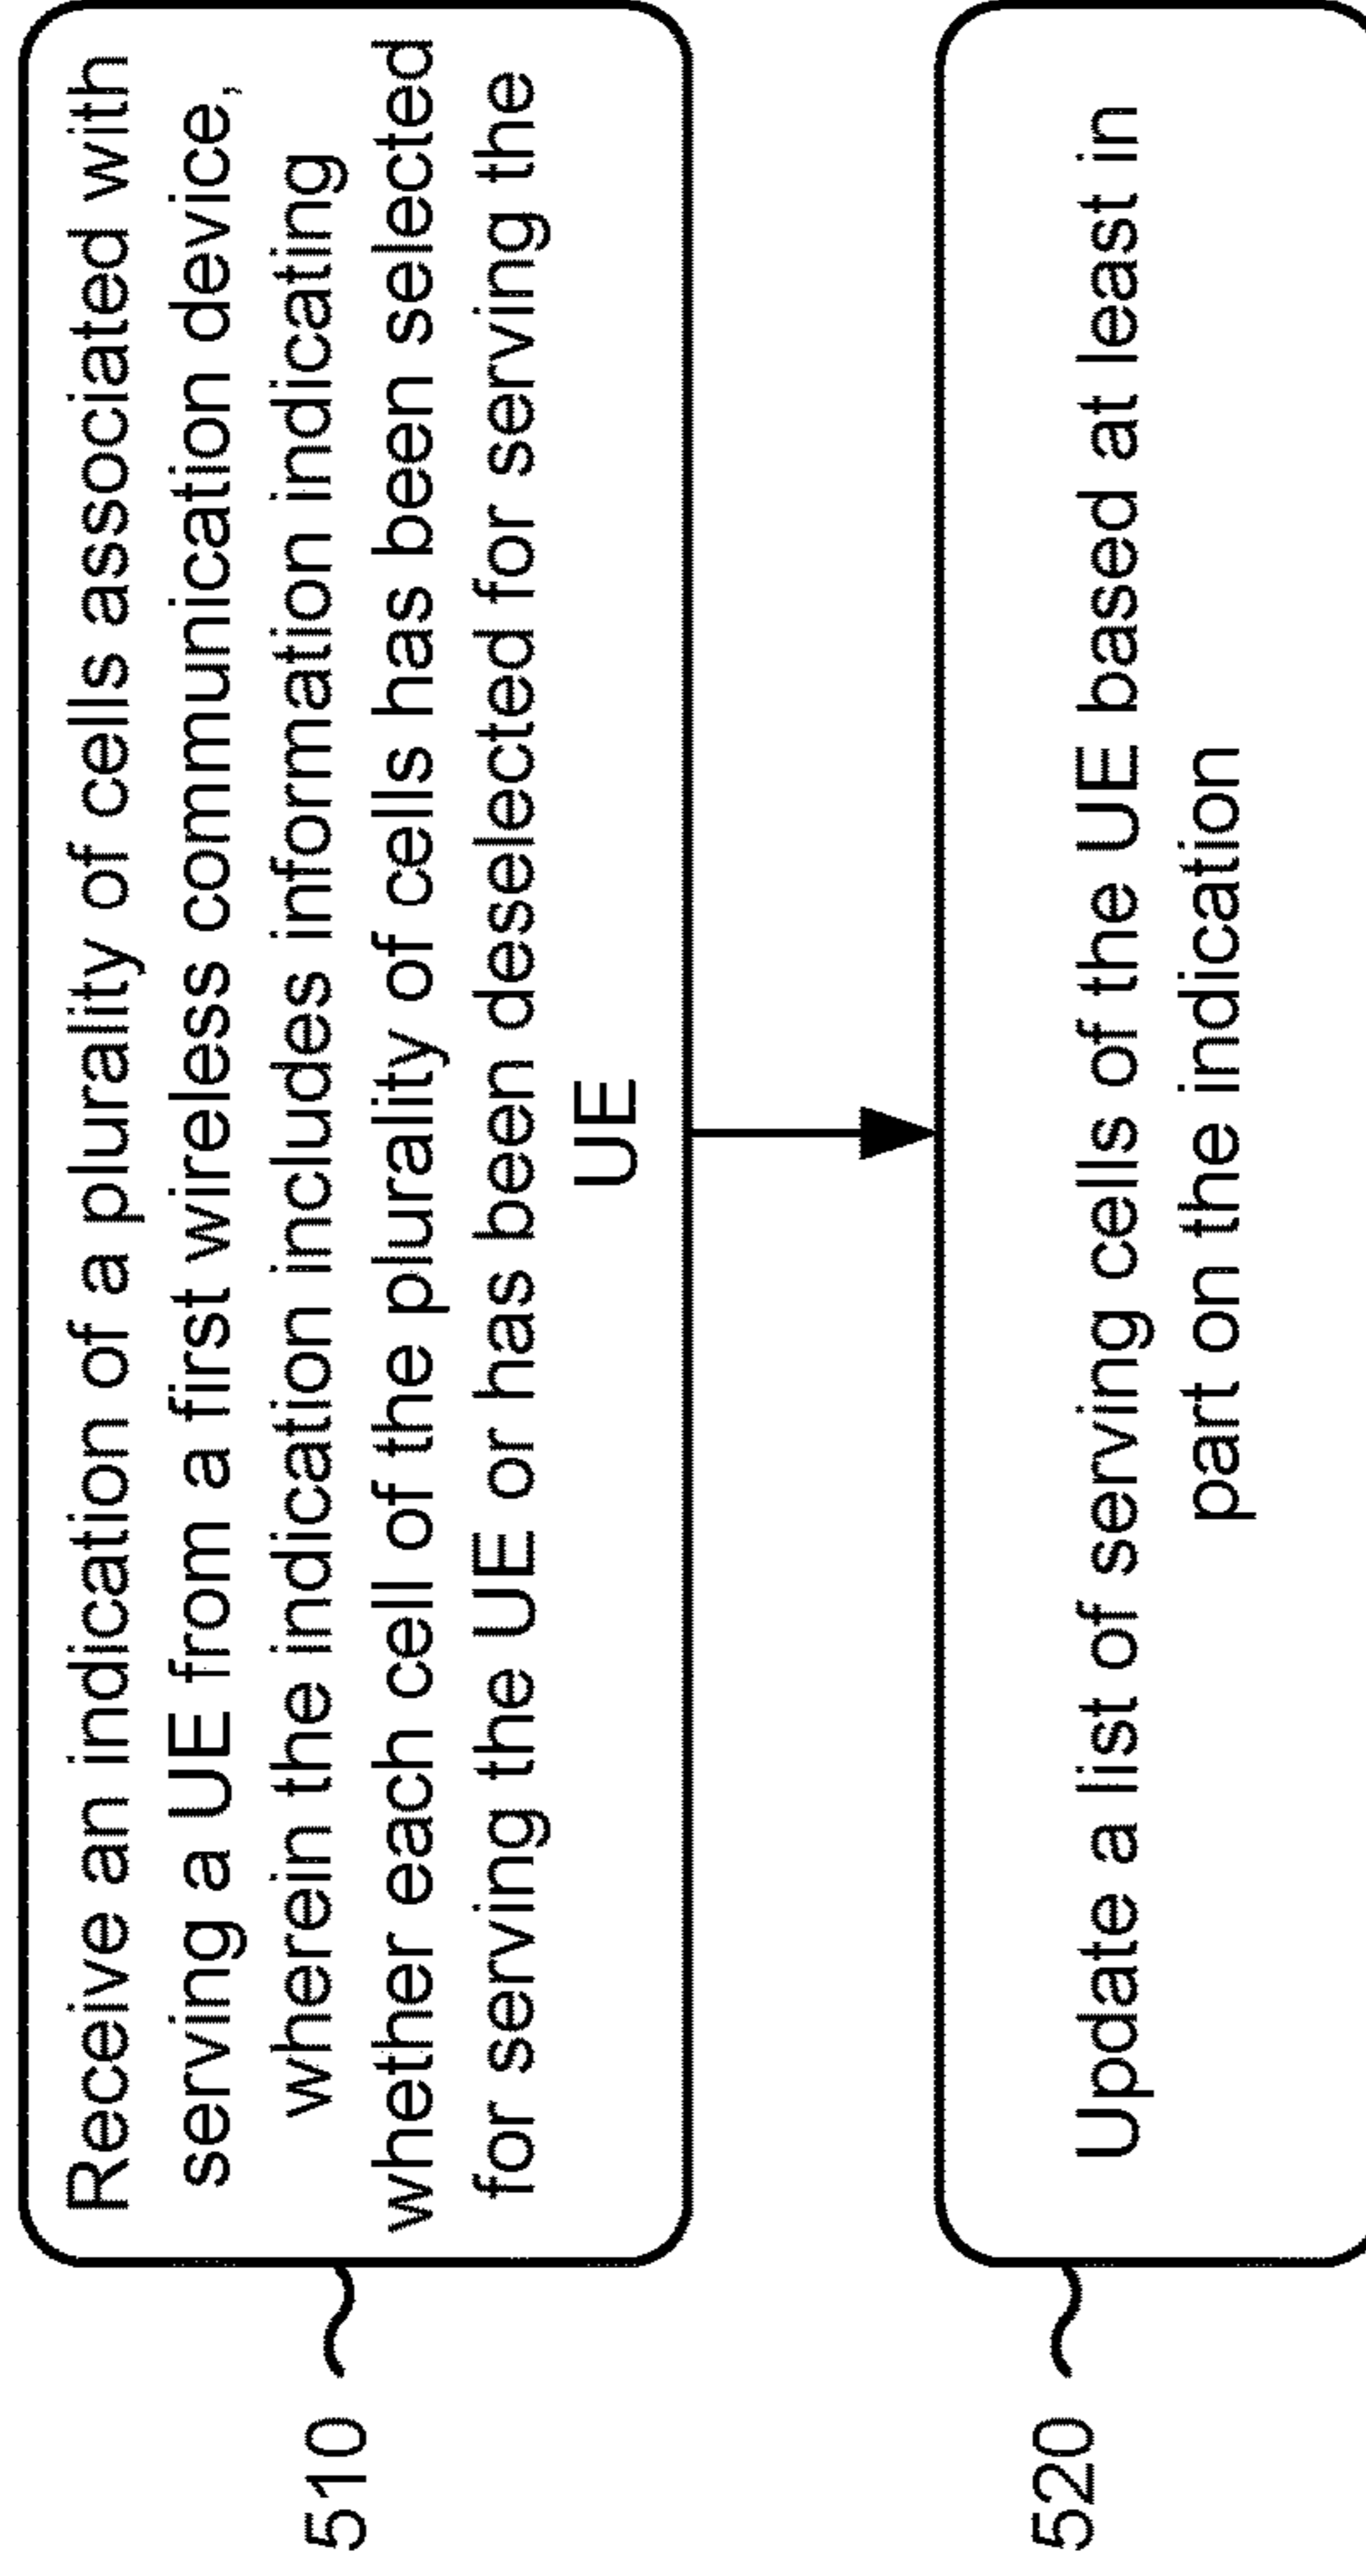 Receive an indication of a plurality of cells associated with
serving a UE from a first wireless communication device,
wherein the indication includes information indicating
whether each cell of the plurality of cells has been selected
for serving the UE or has been deselected for serving the
UE
510
Update a list of serving cells of the UE based at least in
part on the indication
520